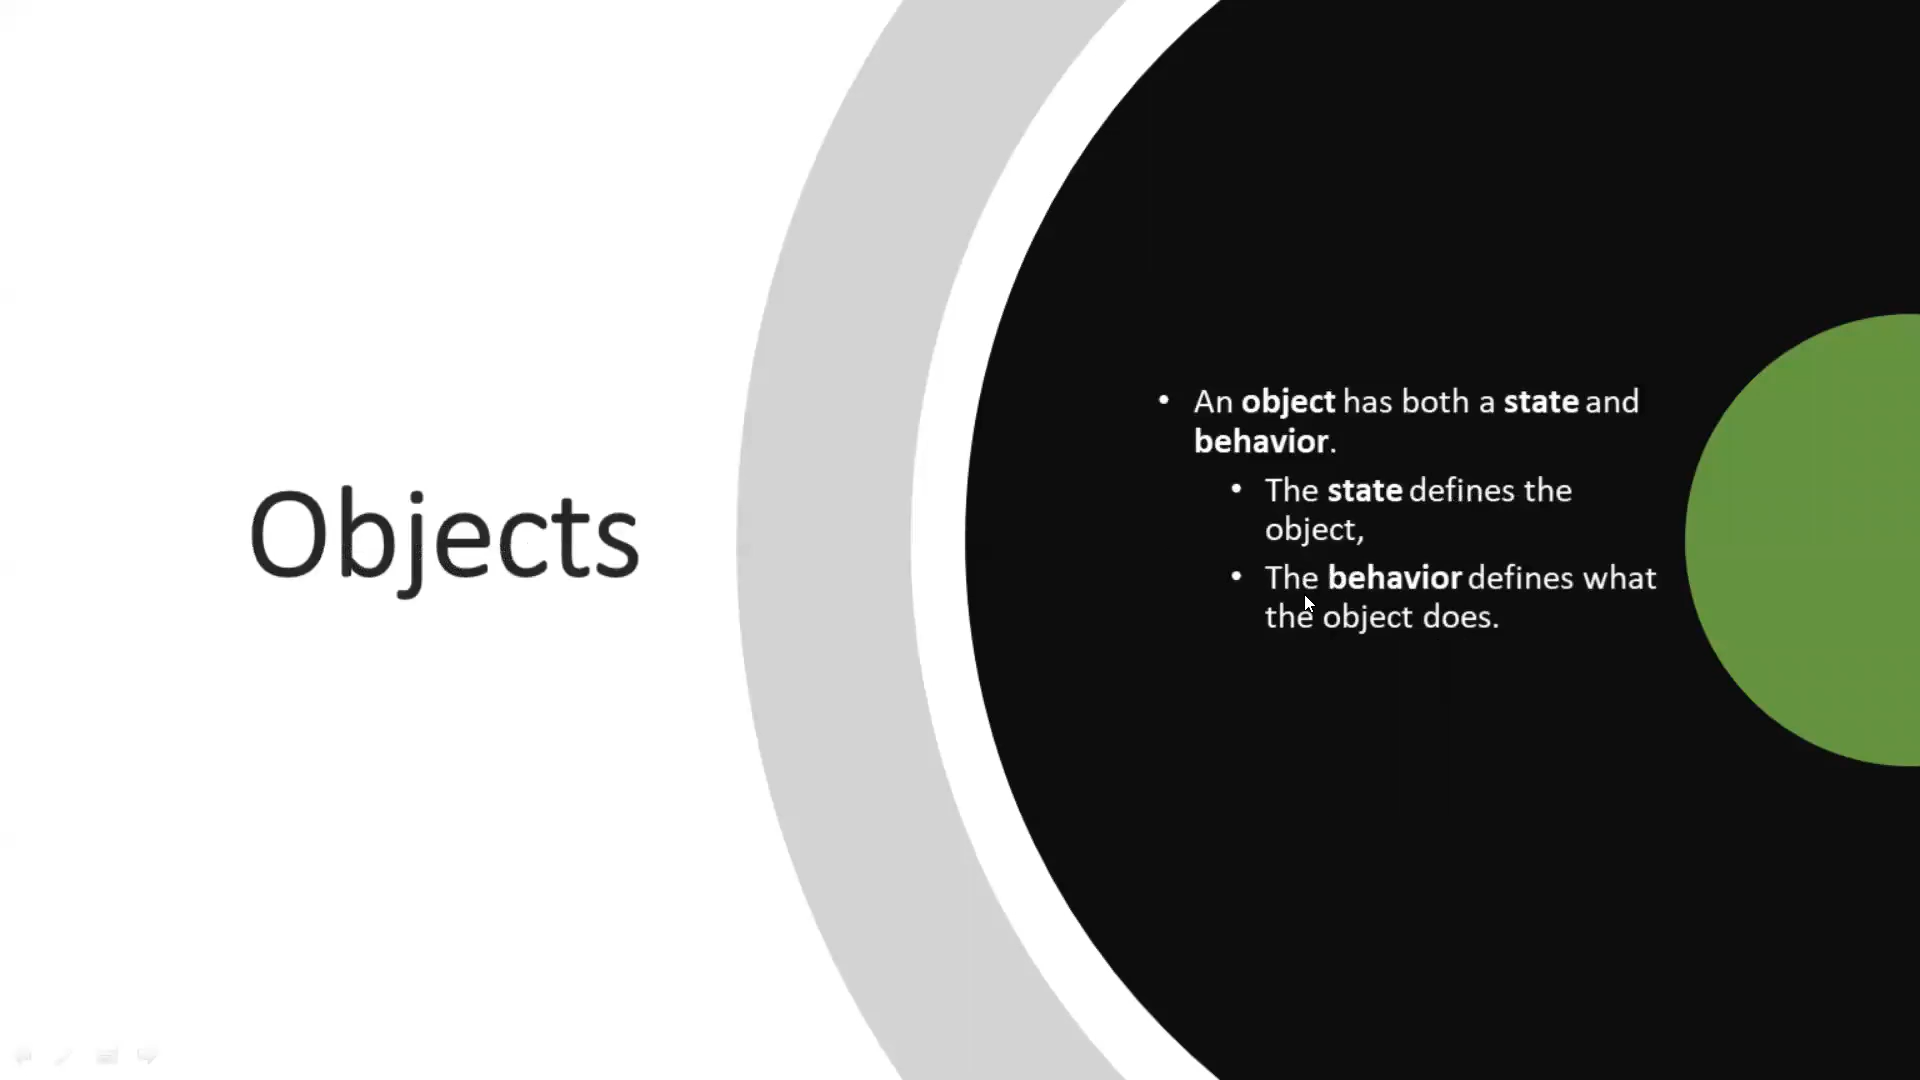 Objects
• An object has both a state and
behavior.
• The state defines the
object,
• The behavior defines what
the object does.